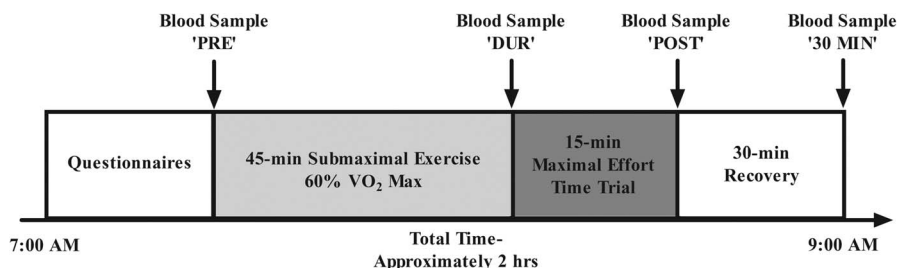 Blood Sample
'PRE'
Blood Sample
'DUR'
Blood Sample
'POST'
Blood Sample
'30 MIN'
Questionnaires
45-min Submaximal Exercise
60% VO₂ Max
15-min
Maximal Effort
Time Trial
30-min
Recovery
7:00 AM
Total Time-
Approximately 2 hrs
9:00 AM